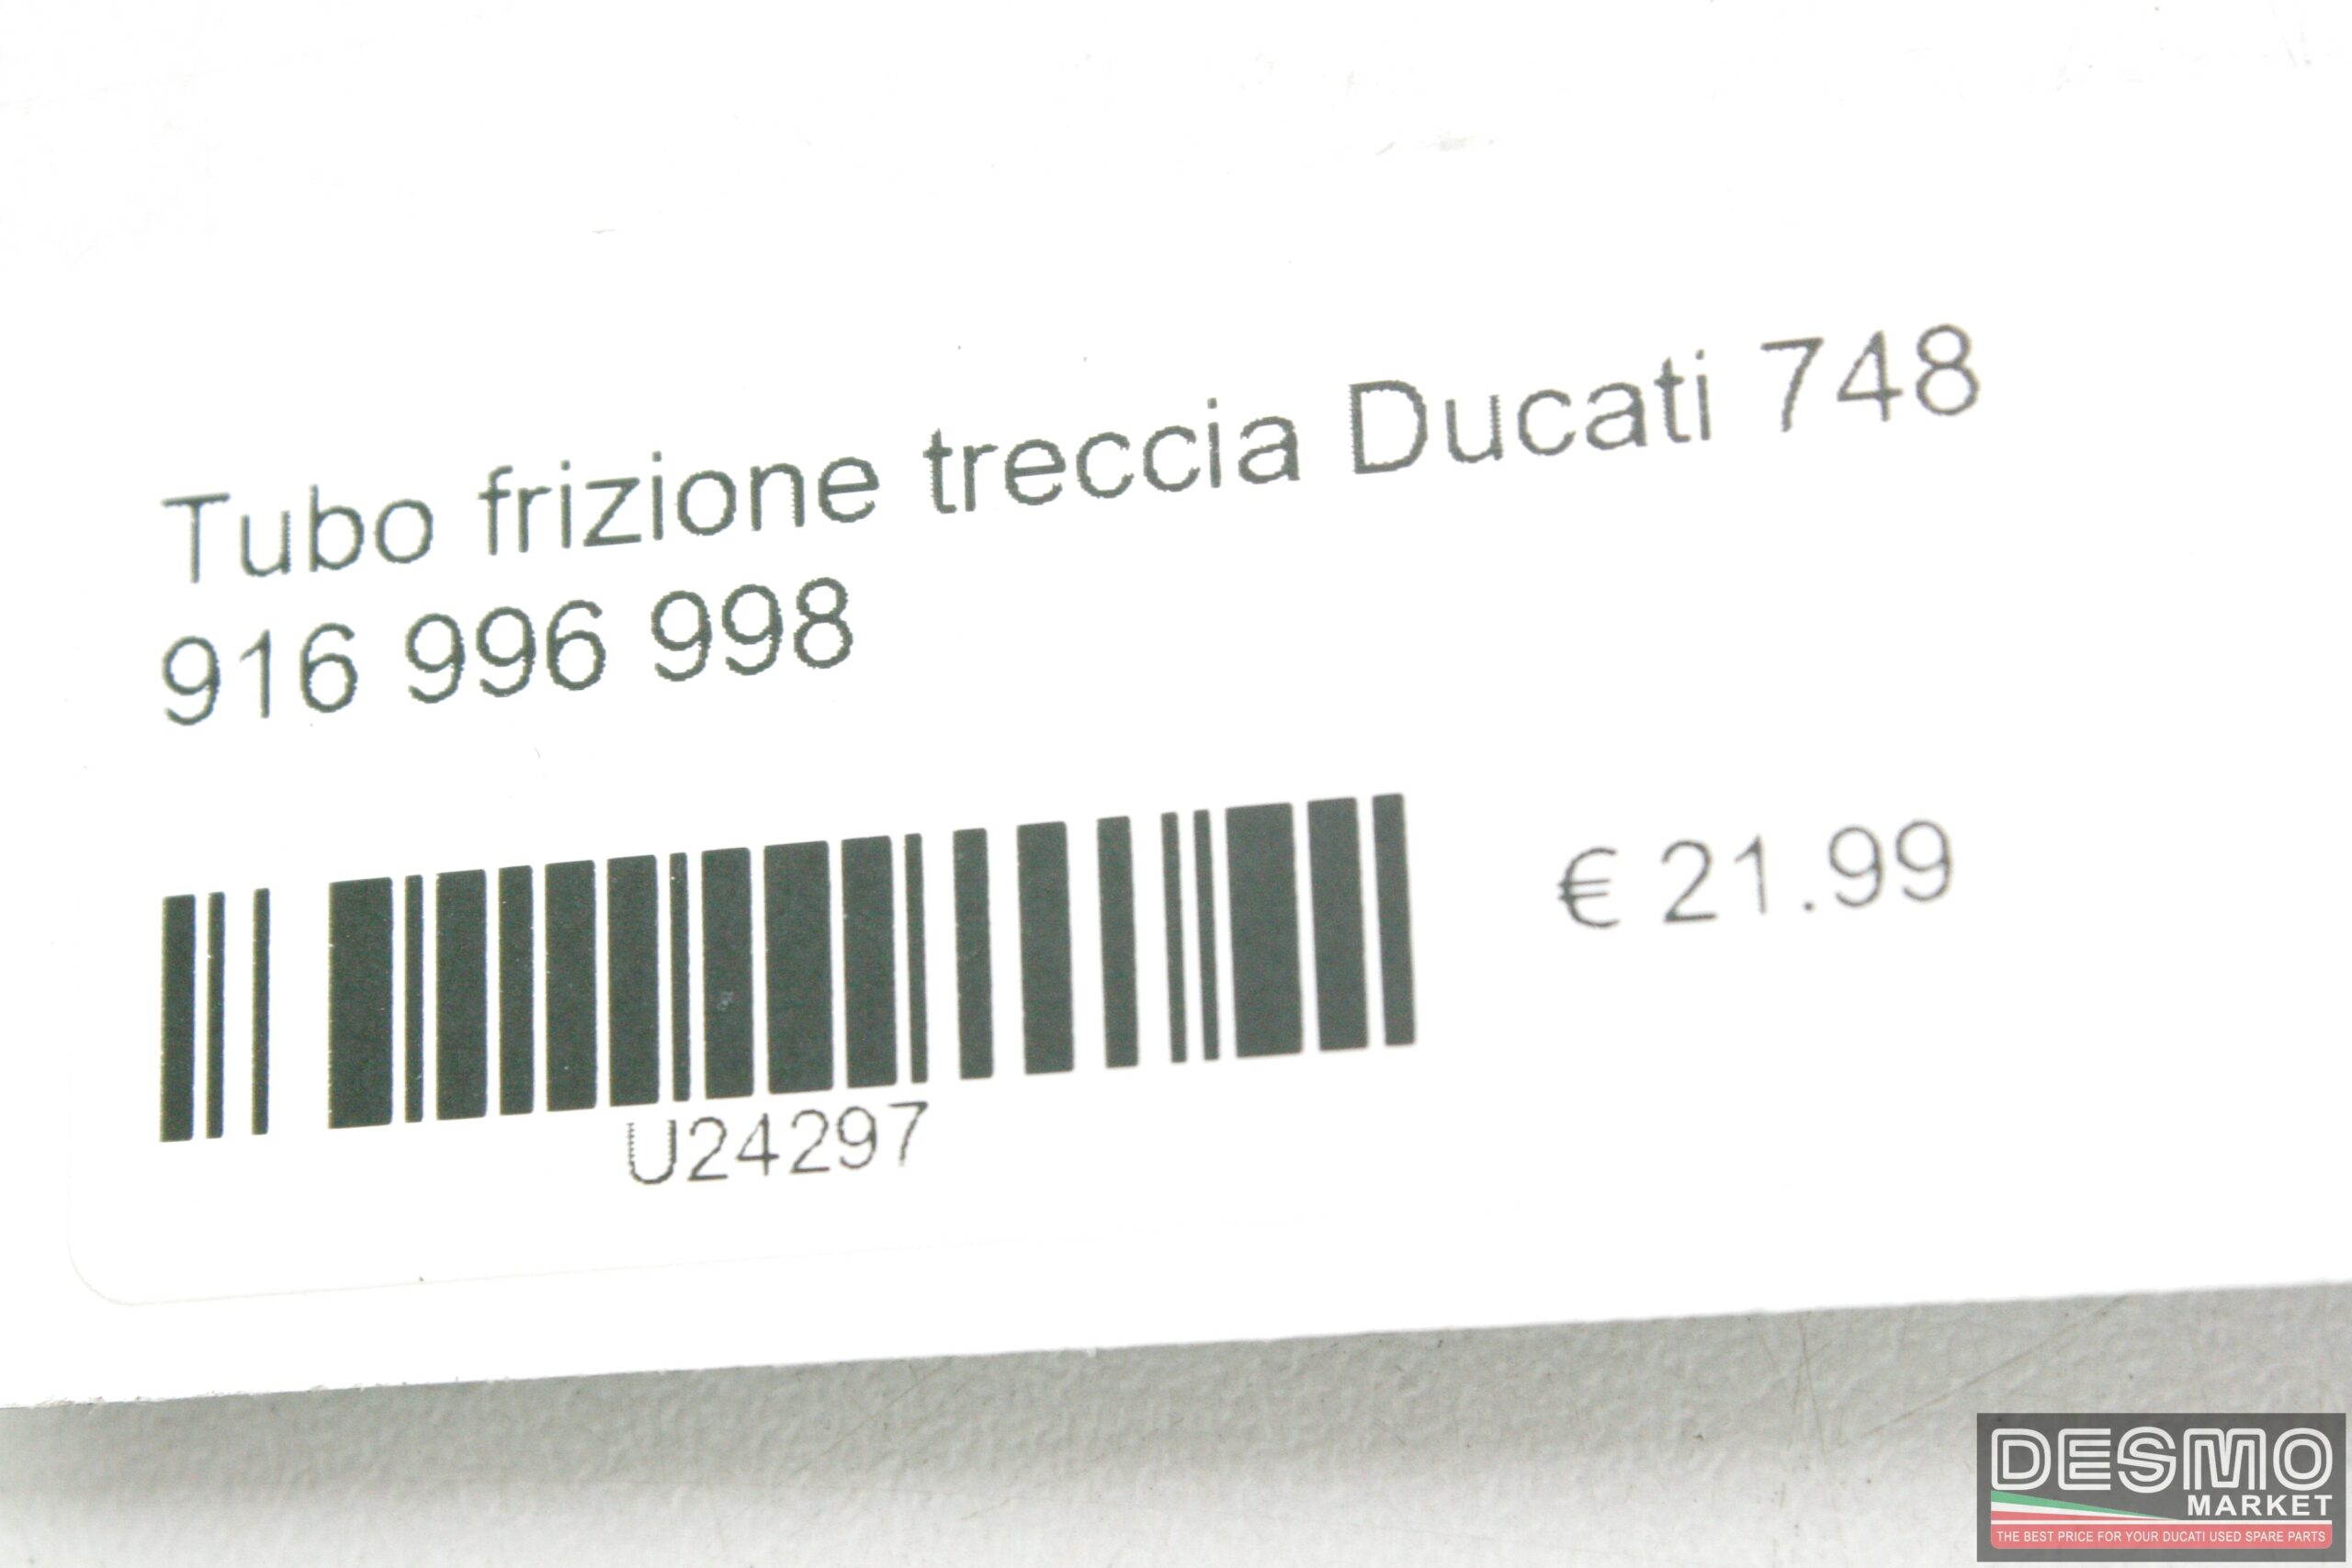 Tubo frizione treccia Ducati 748
916 996 998
€ 21.99
U24297
DESMO
MARKET
THE BEST PRICE FOR YOUR DUCATI USED SPARE PARTS